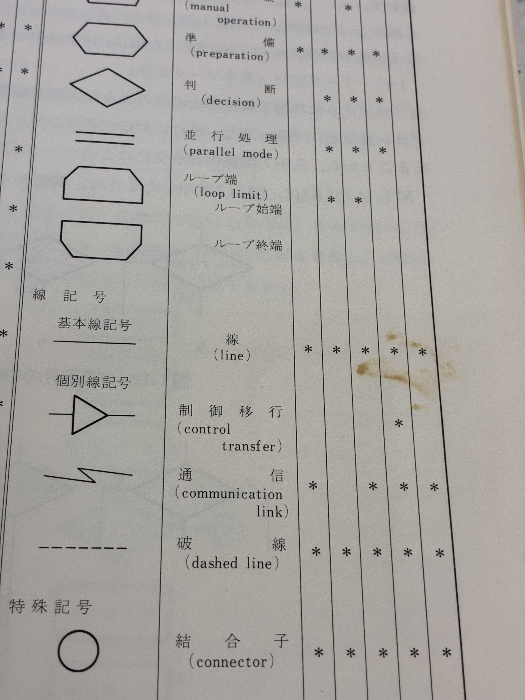 (manual
operation) * *
準備
(preparation) * * * *
判断
(decision) * * *
並行処理
(parallel mode) * * *
ループ端
(loop limit) * *
ループ始端
ループ終端
線記号
基本線記号
線
(line) * * * * *
個別線記号
制御移行
(control *
transfer)
通信
(communication * * * *
link)
破線
(dashed line) * * * * *
特殊記号
結合子
(connector) * * * * *